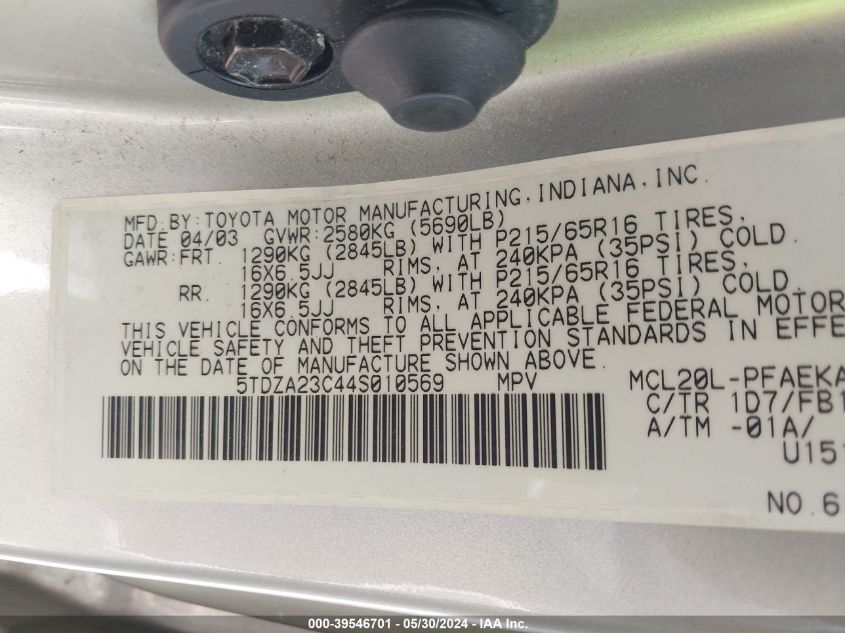 MFD.BY:TOYOTA MOTOR MANUFACTURING,INDIANA,INC.
DATE 04/03 GVWR:2580KG (5690LB)
GAWR:FRT. 1290KG (2845LB) WITH P215/65R16 TIRES,
16X6.5JJ RIMS, AT 240KPA (35PSI) COLD.
RR. 1290KG (2845LB) WITH P215/65R16 TIRES,
16X6.5JJ RIMS, AT 240KPA (35PSI) COLD.
THIS VEHICLE CONFORMS TO ALL APPLICABLE FEDERAL MOTOR
VEHICLE SAFETY AND THEFT PREVENTION STANDARDS IN EFFE
ON THE DATE OF MANUFACTURE SHOWN ABOVE.
5TDZA23C44S010569 MPV MCL20L-PFAEKA
C/TR 1D7/FB1
A/TM -01A/
U151
NO.6
000-39546701 - 05/30/2024 - IAA Inc.